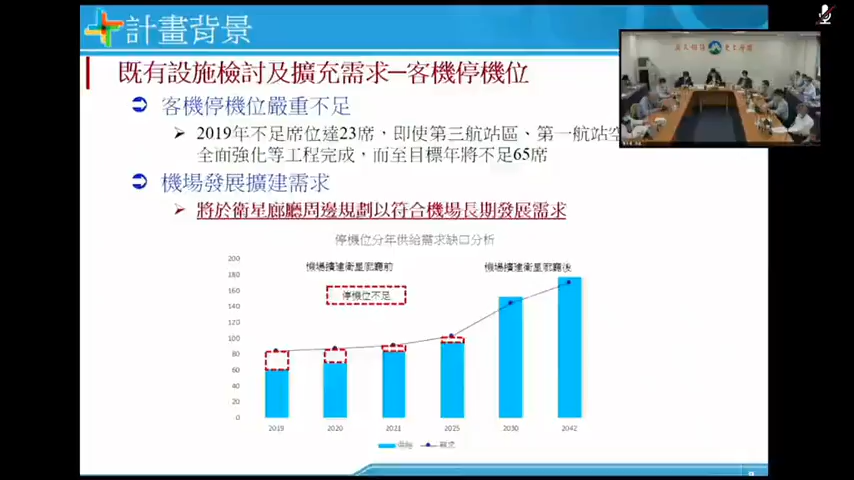 計畫背景
既有設施檢討及擴充需求─客機停機位
客機停機位嚴重不足
2019年不足席位達23席，即使第三航站區、第一航站空
全面強化等工程完成，而至目標年將不足65席
機場發展擴建需求
將於衛星廊廳周邊規劃以符合機場長期發展需求
停機位分年供給需求缺口分析
機場擴建衛星廊廳前
機場擴建衛星廊廳後
停機位不足
200
180
160
140
120
100
80
60
40
20
0
2019
2020
2021
2025
2030
2042
供給
需求